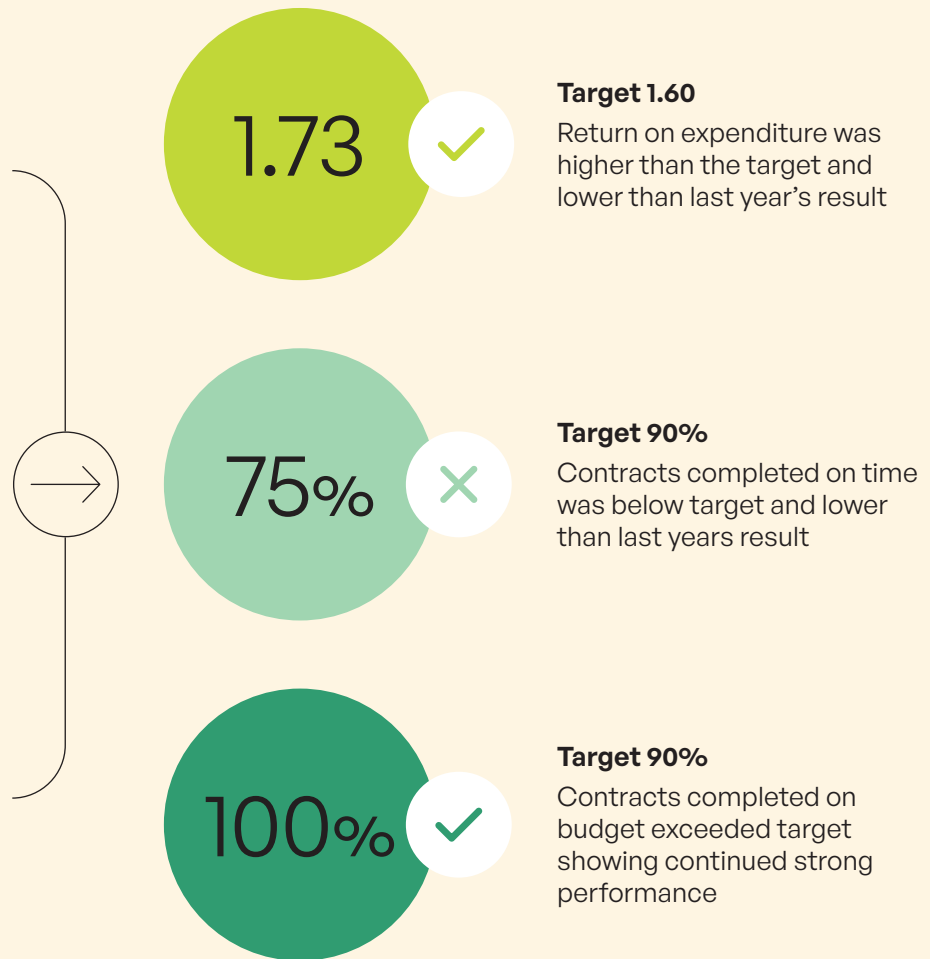 1.73
Target 1.60
Return on expenditure was
higher than the target and
lower than last year’s result
75%
Target 90%
Contracts completed on time
was below target and lower
than last years result
100%
Target 90%
Contracts completed on
budget exceeded target
showing continued strong
performance